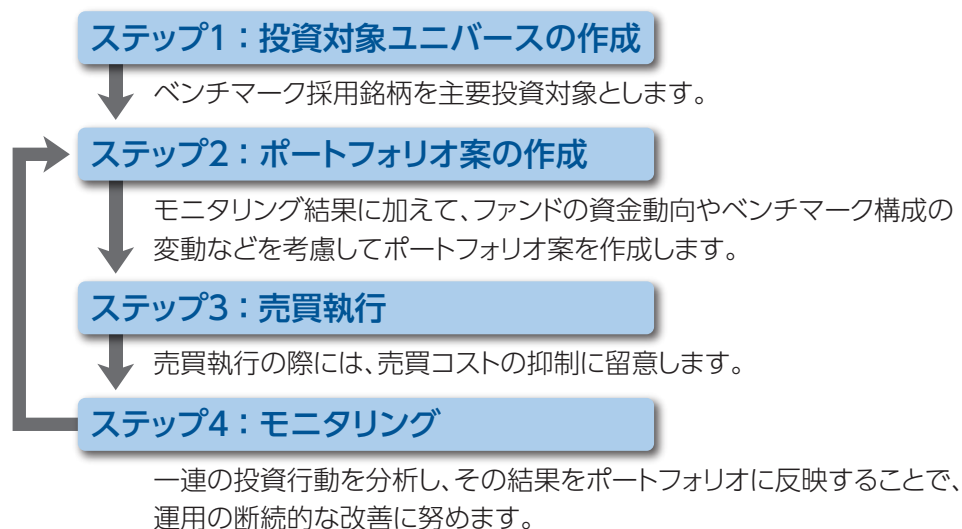 ステップ1：投資対象ユニバースの作成
ベンチマーク採用銘柄を主要投資対象とします。
ステップ2：ポートフォリオ案の作成
モニタリング結果に加えて、ファンドの資金動向やベンチマーク構成の
変動などを考慮してポートフォリオ案を作成します。
ステップ3：売買執行
売買執行の際には、売買コストの抑制に留意します。
ステップ4：モニタリング
一連の投資行動を分析し、その結果をポートフォリオに反映することで、
運用の断続的な改善に努めます。